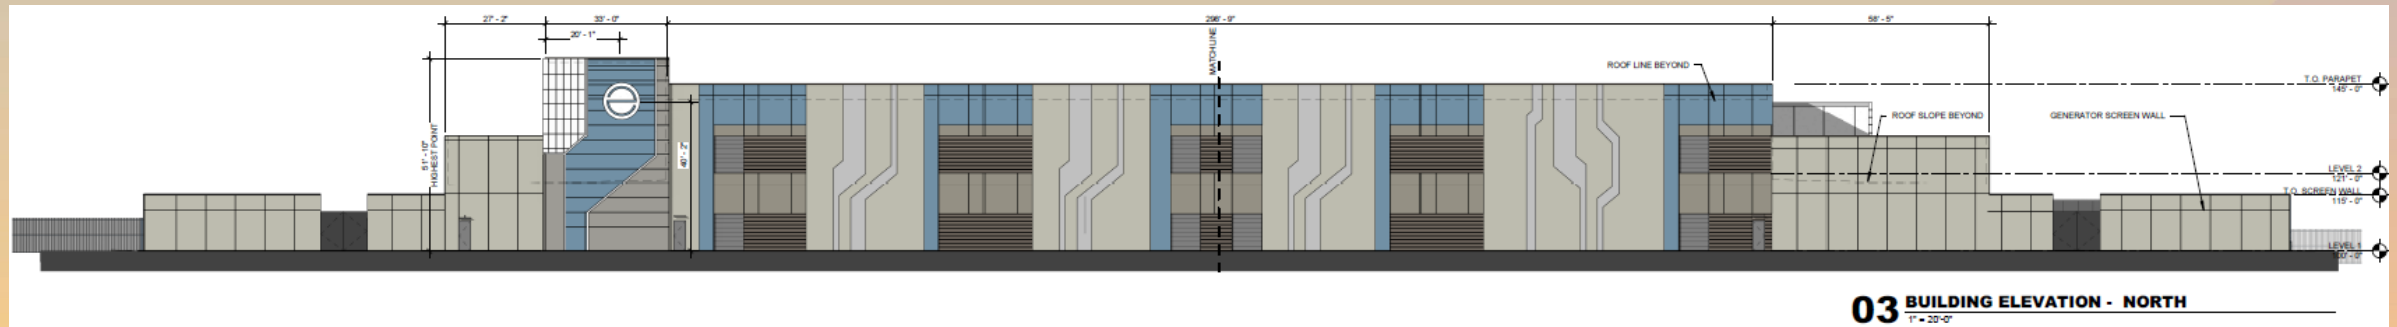 27' - 2"
33' - 0"
298' - 9"
58' - 5"
20' - 1"
MATCHLINE
ROOF LINE BEYOND
T.O. PARAPET
145' - 0"
51' - 10"
HIGHEST POINT
40' - 2"
ROOF SLOPE BEYOND
GENERATOR SCREEN WALL
LEVEL 2
121' - 0"
T.O. SCREEN WALL
115' - 0"
LEVEL 1
100' - 0"
03 BUILDING ELEVATION - NORTH
1" = 20'-0"